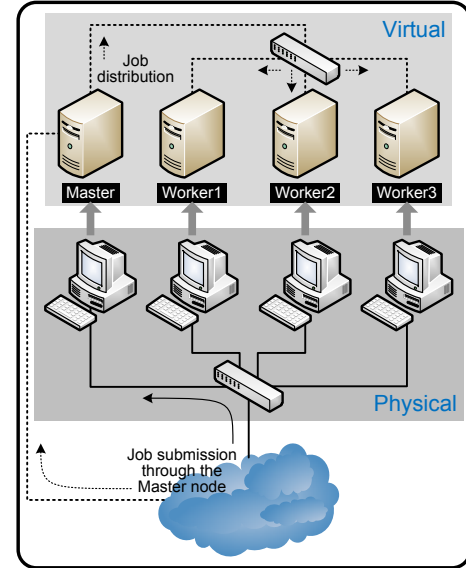 Virtual
Job
distribution
Master
Worker1
Worker2
Worker3
Physical
Job submission
through the
Master node